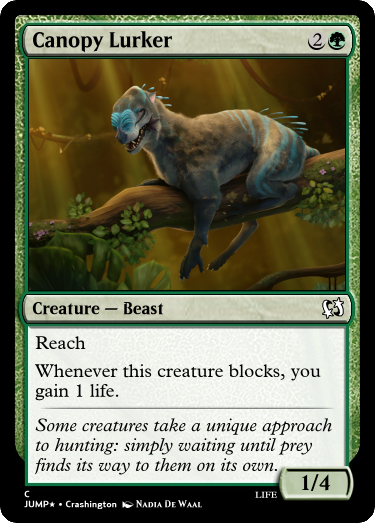 Canopy Lurker 2
Creature — Beast
Reach
Whenever this creature blocks, you
gain 1 life.
Some creatures take a unique approach
to hunting: simply waiting until prey
finds its way to them on its own.
1/4
C
LIFE
JUMP★ • Crashington Nadia De Waal